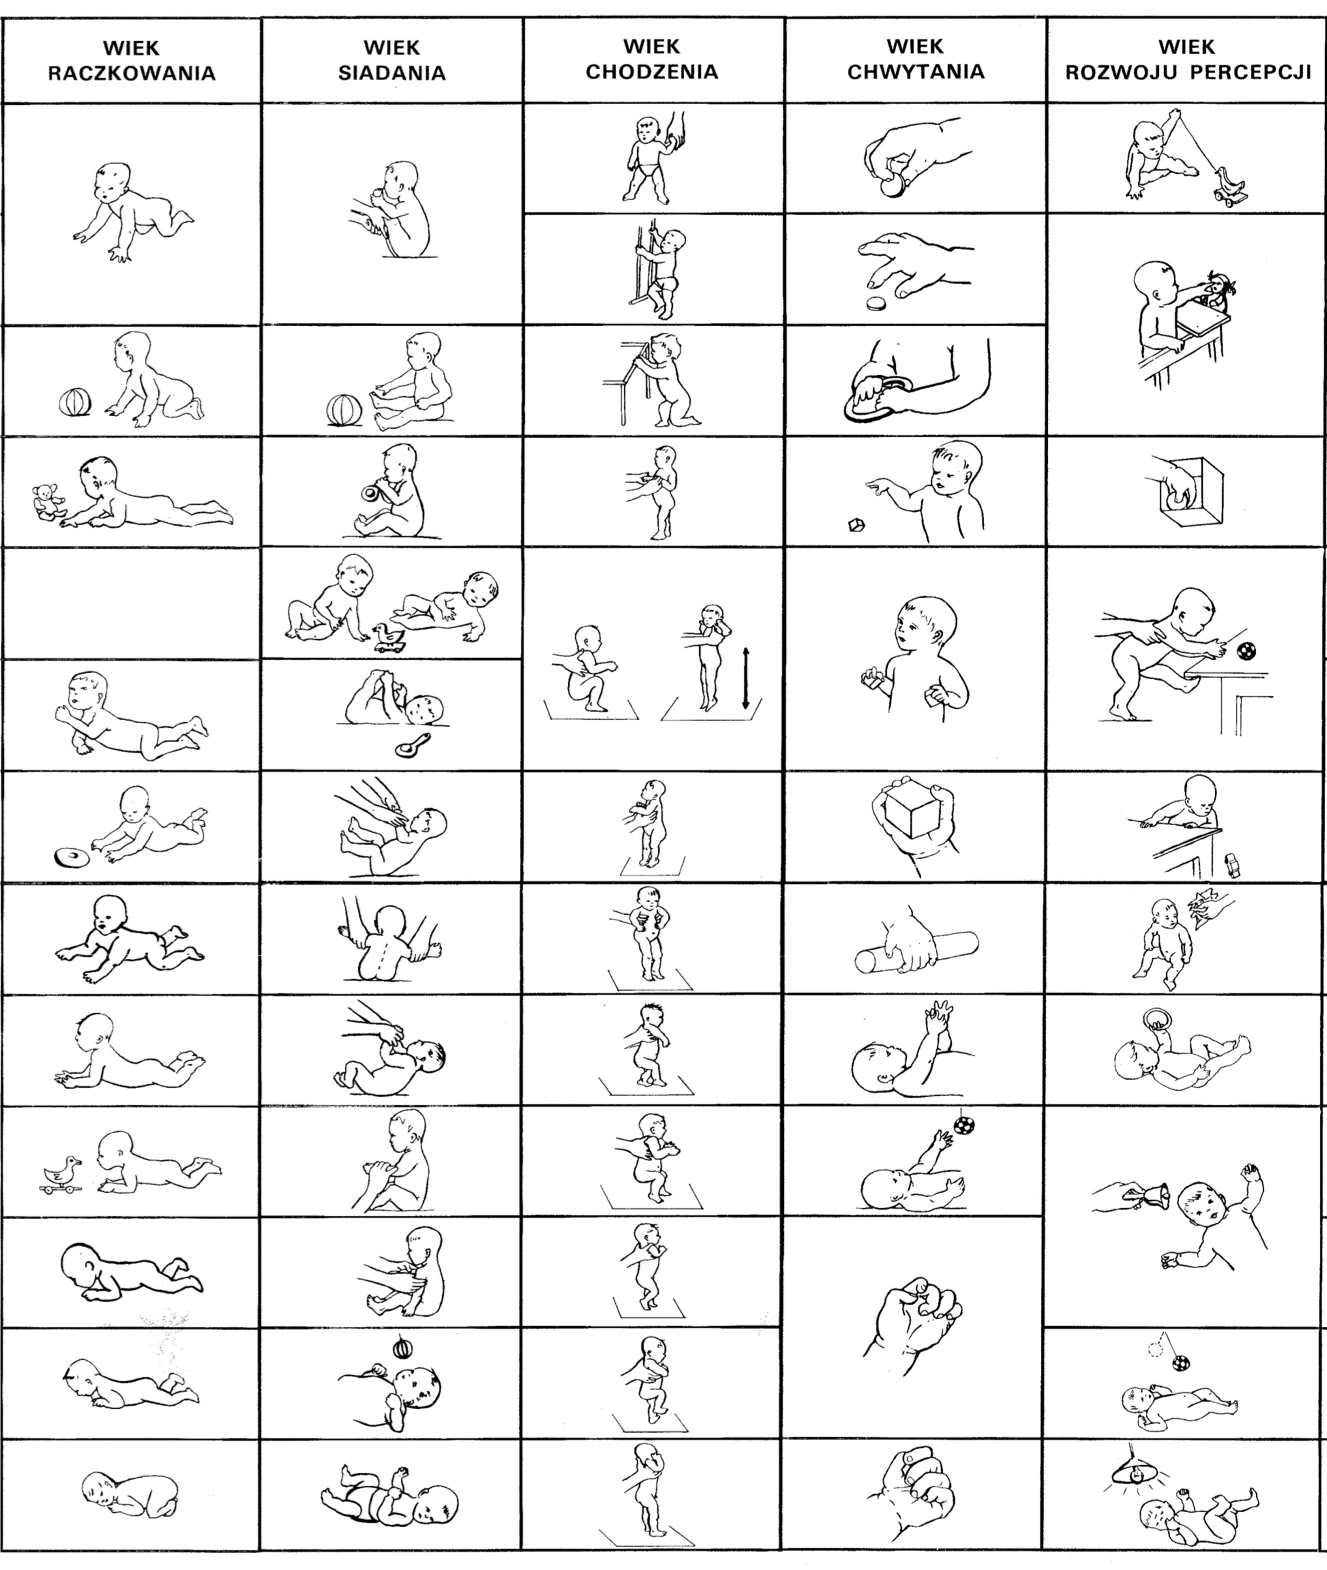 WIEK
RACZKOWANIA
WIEK
SIADANIA
WIEK
CHODZENIA
WIEK
CHWYTANIA
WIEK
ROZWOJU PERCEPCJI